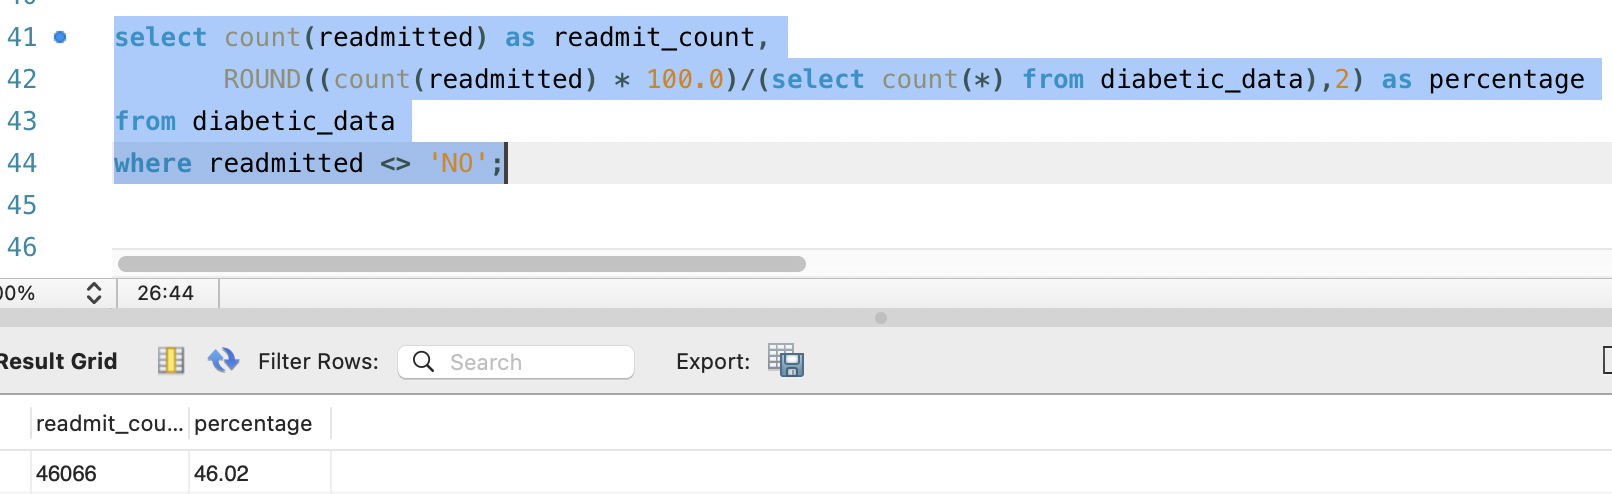 41 select count(readmitted) as readmit_count,
42 ROUND((count(readmitted) * 100.0)/(select count(*) from diabetic_data),2) as percentage
43 from diabetic_data
44 where readmitted <> 'NO';
45
46
00% 26:44
Result Grid Filter Rows: Search Export:
readmit_cou... percentage
46066 46.02